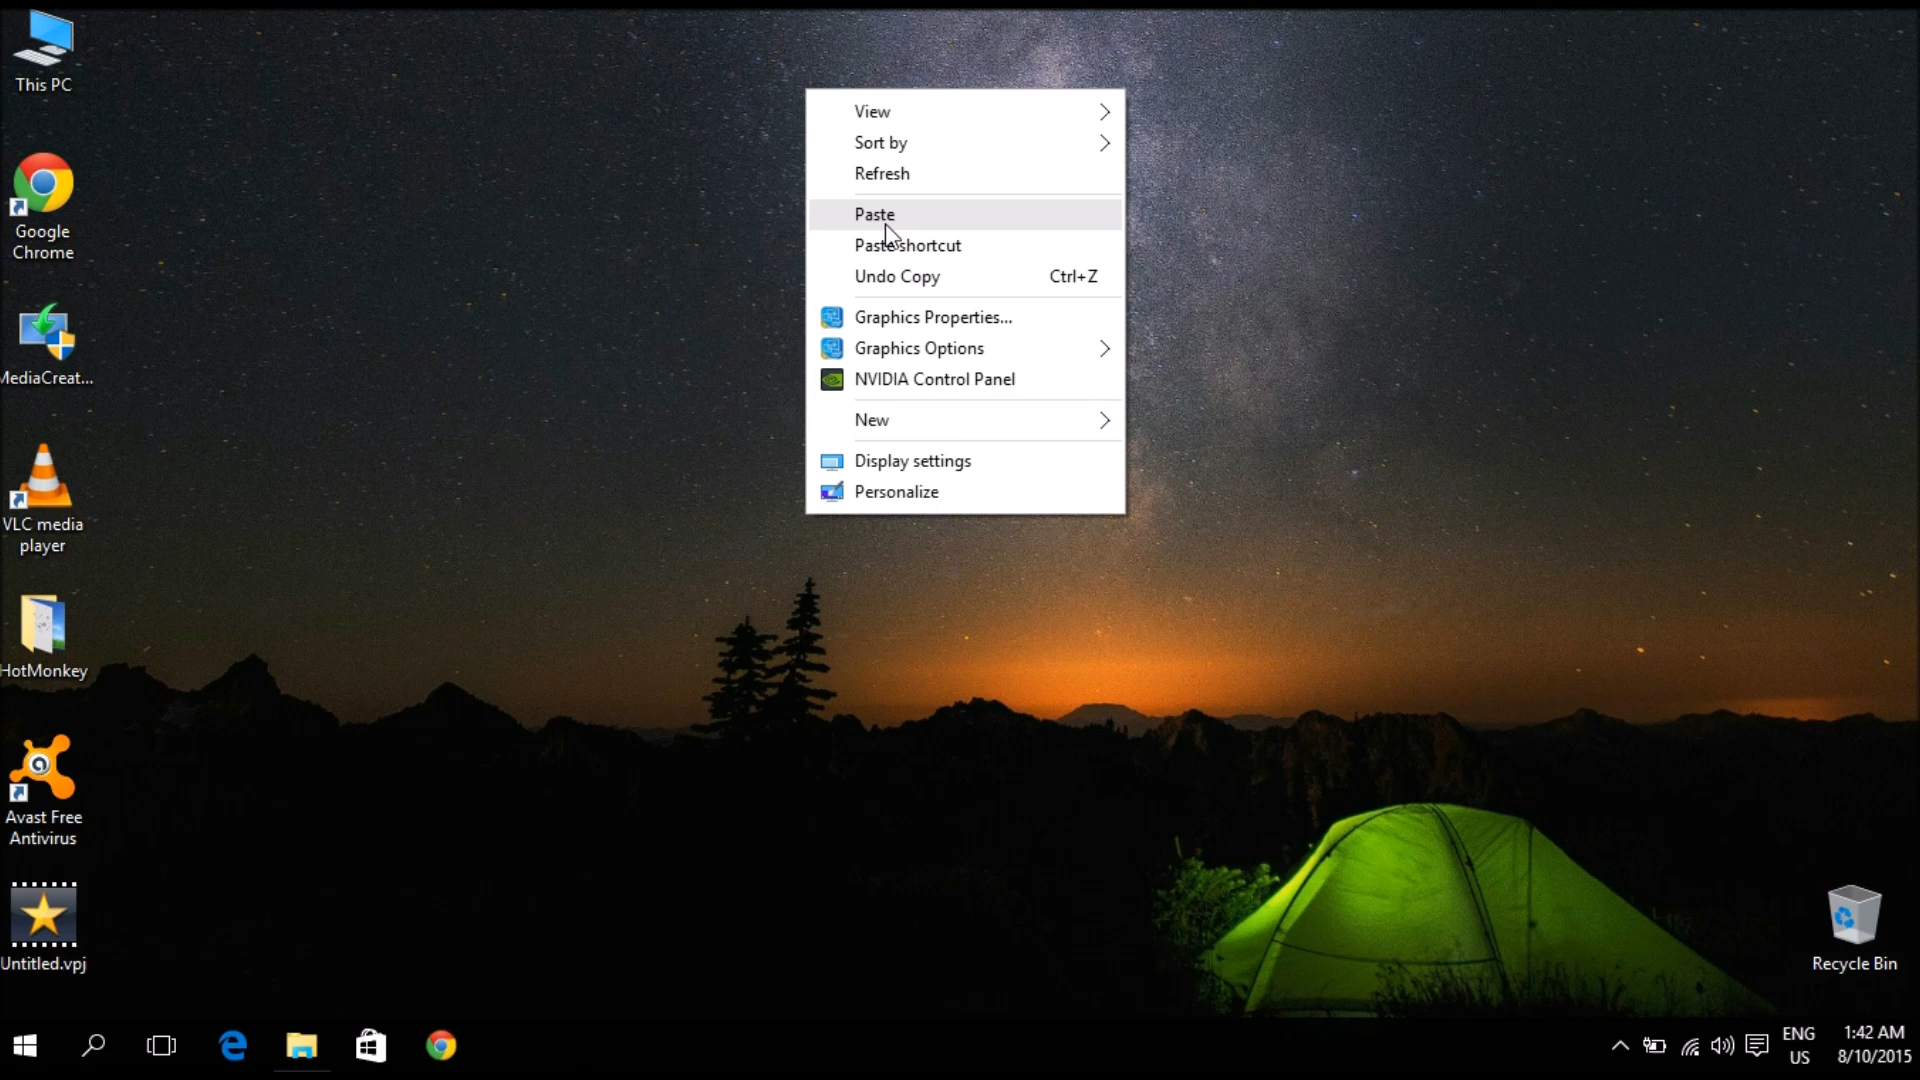 This PC
Google
Chrome
MediaCreat...
VLC media
player
HotMonkey
Avast Free
Antivirus
Untitled.vpj
View
Sort by
Refresh
Paste
Paste shortcut
Undo Copy Ctrl+Z
Graphics Properties...
Graphics Options
NVIDIA Control Panel
New
Display settings
Personalize
Recycle Bin
ENG
US
1:42 AM
8/10/2015